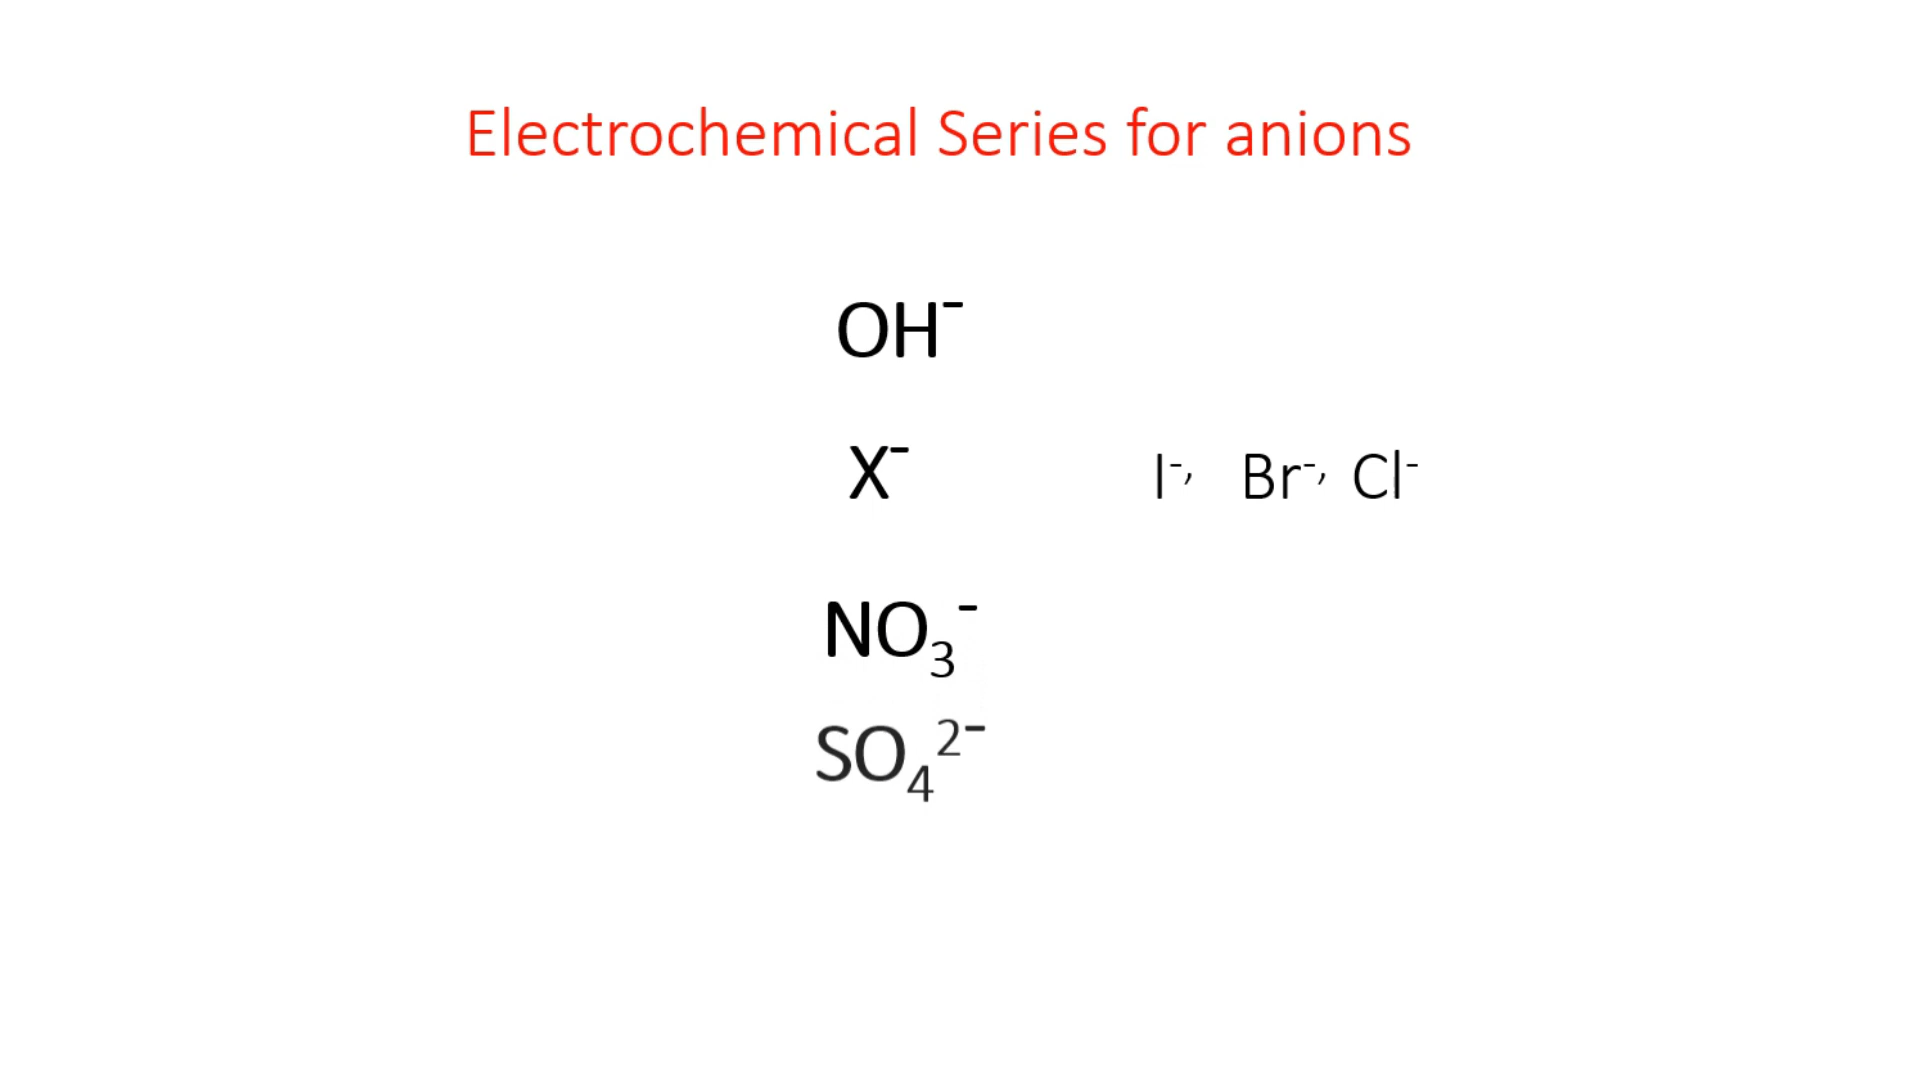 Electrochemical Series for anions
OH⁻
X⁻ I⁻, Br⁻, Cl⁻
NO₃⁻
SO₄²⁻